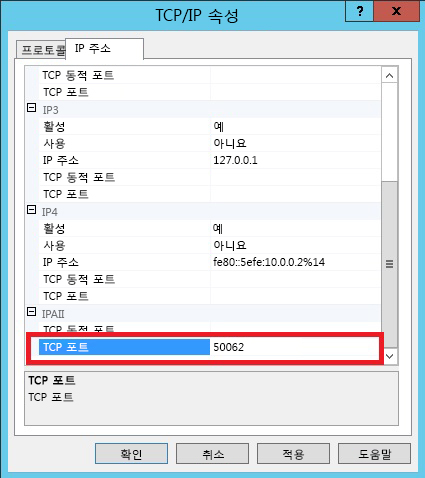 TCP/IP 속성
? X
프로토콜 IP 주소
TCP 동적 포트
TCP 포트
IP3
활성 예
사용 아니요
IP 주소 127.0.0.1
TCP 동적 포트
TCP 포트
IP4
활성 예
사용 아니요
IP 주소 fe80::5efe:10.0.0.2%14
TCP 동적 포트
TCP 포트
IPAll
TCP 동적 포트
TCP 포트 50062
TCP 포트
TCP 포트
확인 취소 적용 도움말